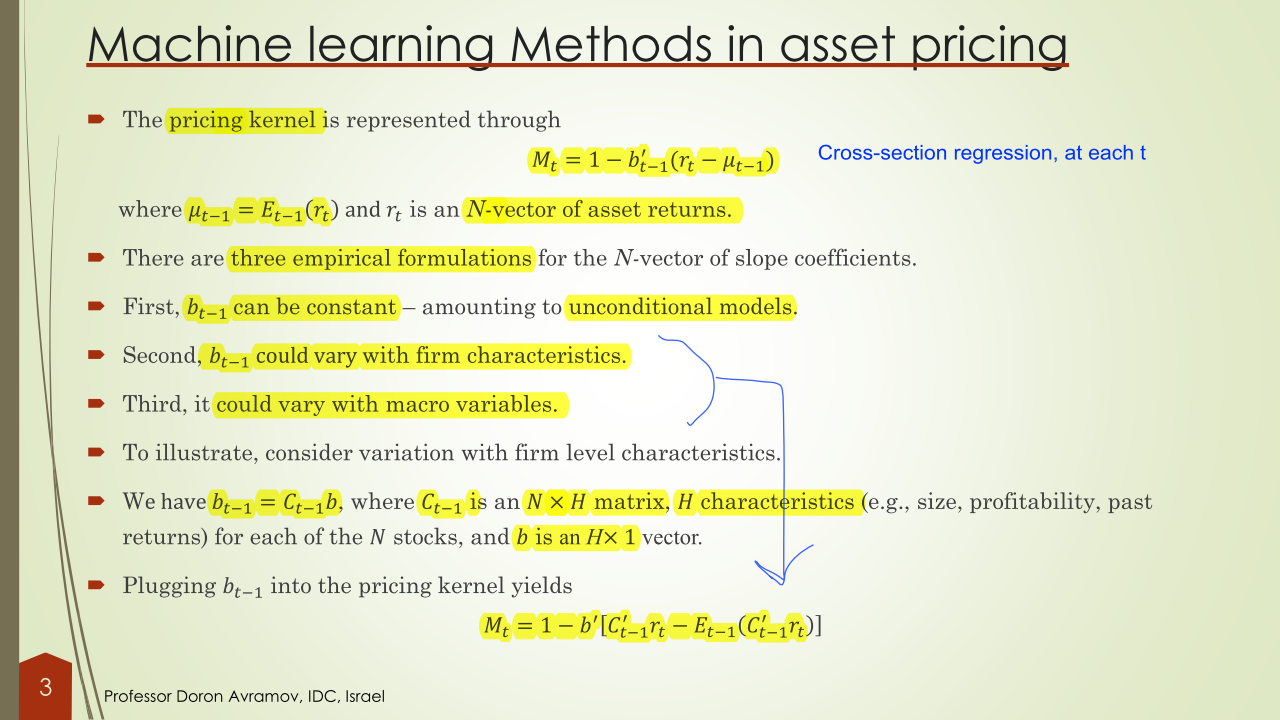 Machine learning Methods in asset pricing
The pricing kernel is represented through
M_t = 1 − b′_{t−1}(r_t − μ_{t−1})
Cross-section regression, at each t
where μ_{t−1} = E_{t−1}(r_t) and r_t is an N-vector of asset returns.
There are three empirical formulations for the N-vector of slope coefficients.
First, b_{t−1} can be constant – amounting to unconditional models.
Second, b_{t−1} could vary with firm characteristics.
Third, it could vary with macro variables.
To illustrate, consider variation with firm level characteristics.
We have b_{t−1} = C_{t−1}b, where C_{t−1} is an N × H matrix, H characteristics (e.g., size, profitability, past
returns) for each of the N stocks, and b is an H× 1 vector.
Plugging b_{t−1} into the pricing kernel yields
M_t = 1 − b′[C′_{t−1}r_t − E_{t−1}(C′_{t−1}r_t)]
3
Professor Doron Avramov, IDC, Israel